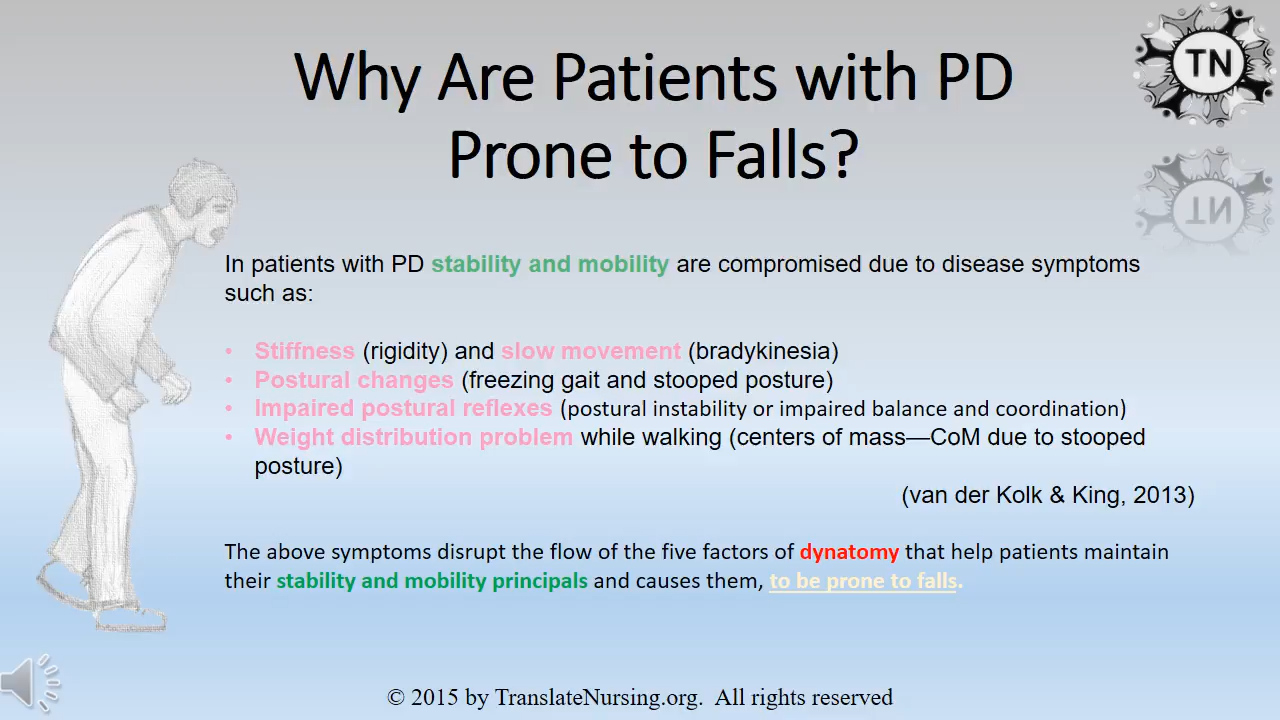 Why Are Patients with PD
Prone to Falls?
TN
TN
In patients with PD stability and mobility are compromised due to disease symptoms
such as:
• Stiffness (rigidity) and slow movement (bradykinesia)
• Postural changes (freezing gait and stooped posture)
• Impaired postural reflexes (postural instability or impaired balance and coordination)
• Weight distribution problem while walking (centers of mass—CoM due to stooped
posture)
(van der Kolk & King, 2013)
The above symptoms disrupt the flow of the five factors of dynatomy that help patients maintain
their stability and mobility principals and causes them, to be prone to falls.
© 2015 by TranslateNursing.org. All rights reserved